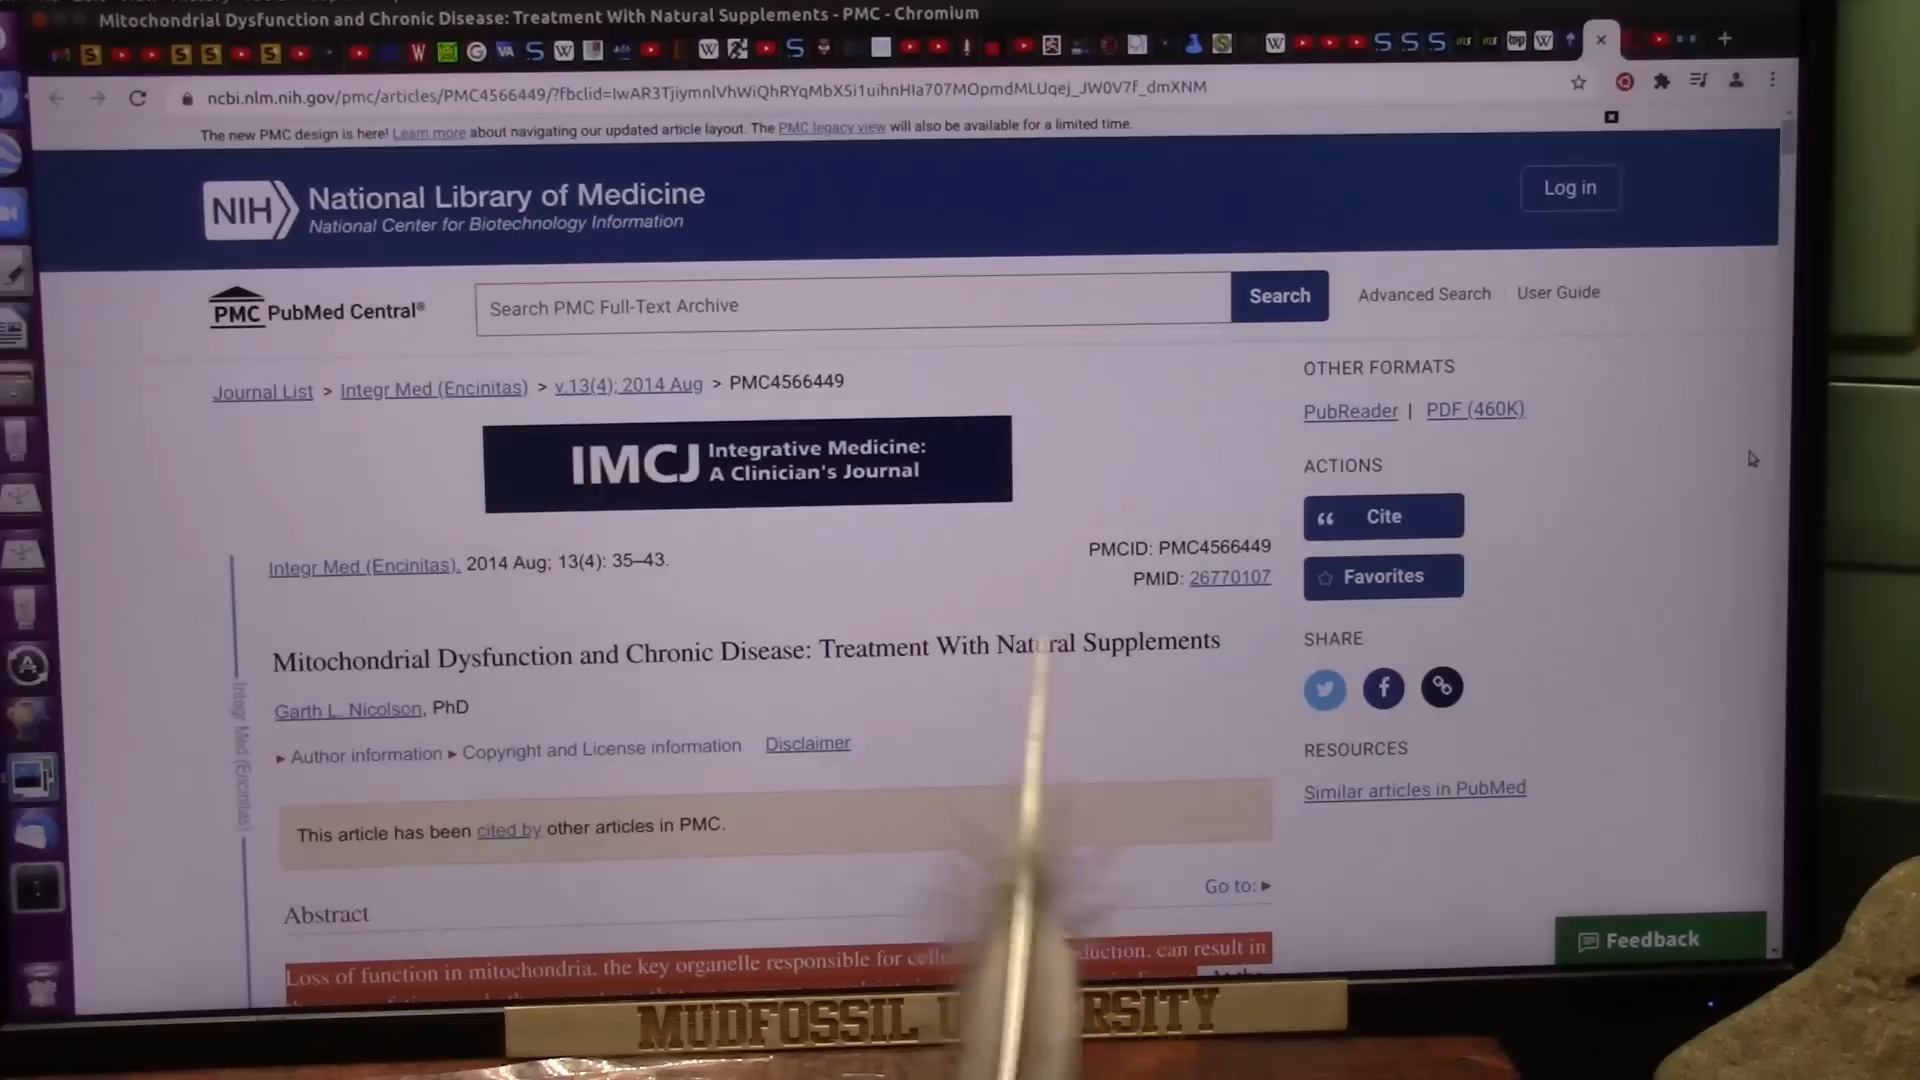 Mitochondrial Dysfunction and Chronic Disease: Treatment With Natural Supplements - PMC - Chromium
ncbi.nlm.nih.gov/pmc/articles/PMC4566449/?fbclid=IwAR3TjiymnlVhWiQhRYqMbX5i1uihnHIa707MOpmdMLUqej_JW0V7f_dmXNM
The new PMC design is here! Learn more about navigating our updated article layout. The PMC legacy view will also be available for a limited time.
NIH National Library of Medicine
National Center for Biotechnology Information
Log in
PMC PubMed Central®
Search PMC Full-Text Archive
Search
Advanced Search
User Guide
Journal List > Integr Med (Encinitas) > v.13(4); 2014 Aug > PMC4566449
OTHER FORMATS
PubReader | PDF (460K)
IMCJ Integrative Medicine:
A Clinician's Journal
ACTIONS
Cite
Favorites
Integr Med (Encinitas). 2014 Aug; 13(4): 35–43.
PMCID: PMC4566449
PMID: 26770107
Mitochondrial Dysfunction and Chronic Disease: Treatment With Natural Supplements
SHARE
Garth L. Nicolson, PhD
Author information Copyright and License information Disclaimer
RESOURCES
Similar articles in PubMed
Integr Med (Encinitas)
This article has been cited by other articles in PMC.
Go to:
Abstract
Feedback
Loss of function in mitochondria, the key organelle responsible for can result in
MUDFOSSIL